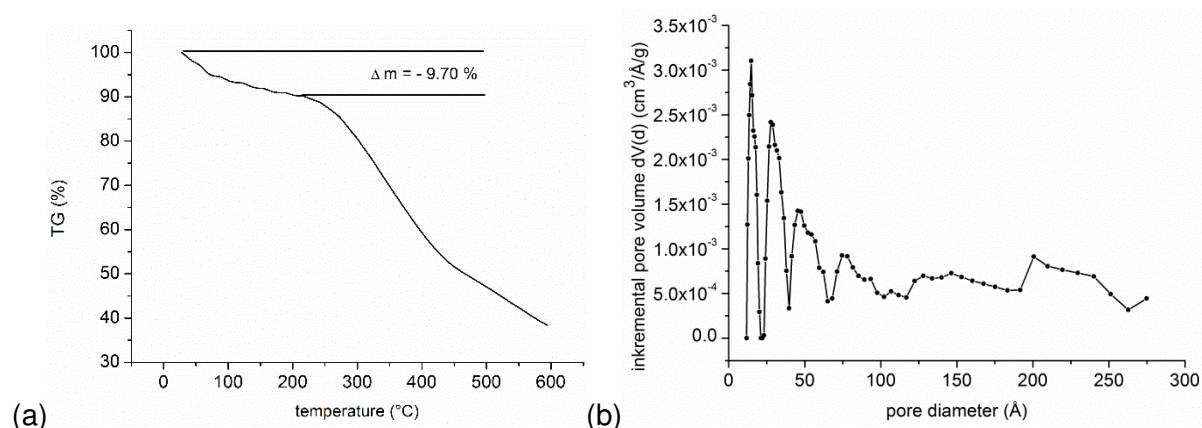 100
90
80
70
60
50
40
30
Δ m = - 9.70 %
TG (%)
0 100 200 300 400 500 600
temperature (°C)
(a)
3.5x10⁻³
3.0x10⁻³
2.5x10⁻³
2.0x10⁻³
1.5x10⁻³
1.0x10⁻³
5.0x10⁻⁴
0.0
inkremental pore volume dV(d) (cm³/Å/g)
0 50 100 150 200 250 300
pore diameter (Å)
(b)